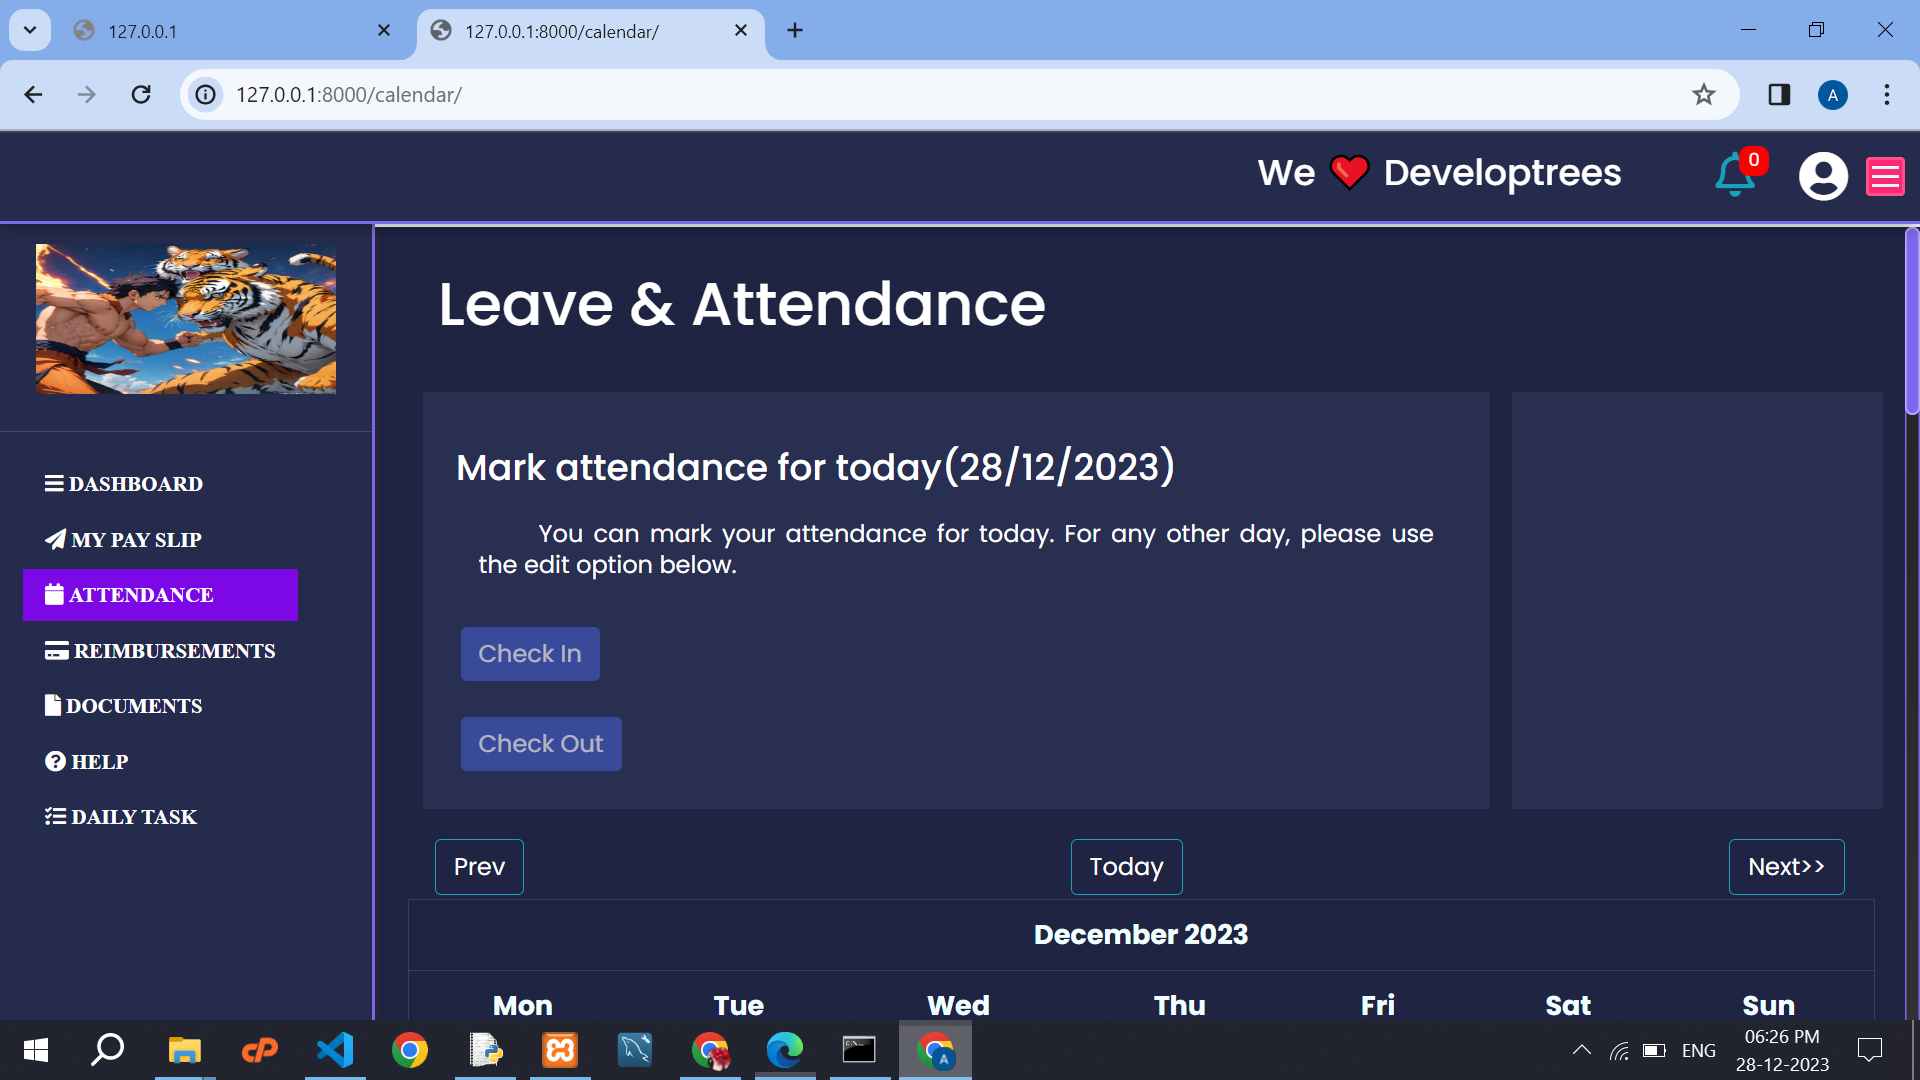 127.0.0.1
127.0.0.1:8000/calendar/
127.0.0.1:8000/calendar/
A
We Developtrees
0
Leave & Attendance
DASHBOARD
MY PAY SLIP
ATTENDANCE
REIMBURSEMENTS
DOCUMENTS
HELP
DAILY TASK
Mark attendance for today(28/12/2023)
You can mark your attendance for today. For any other day, please use
the edit option below.
Check In
Check Out
Prev
Today
Next>>
December 2023
Mon Tue Wed Thu Fri Sat Sun
ENG
06:26 PM
28-12-2023
A